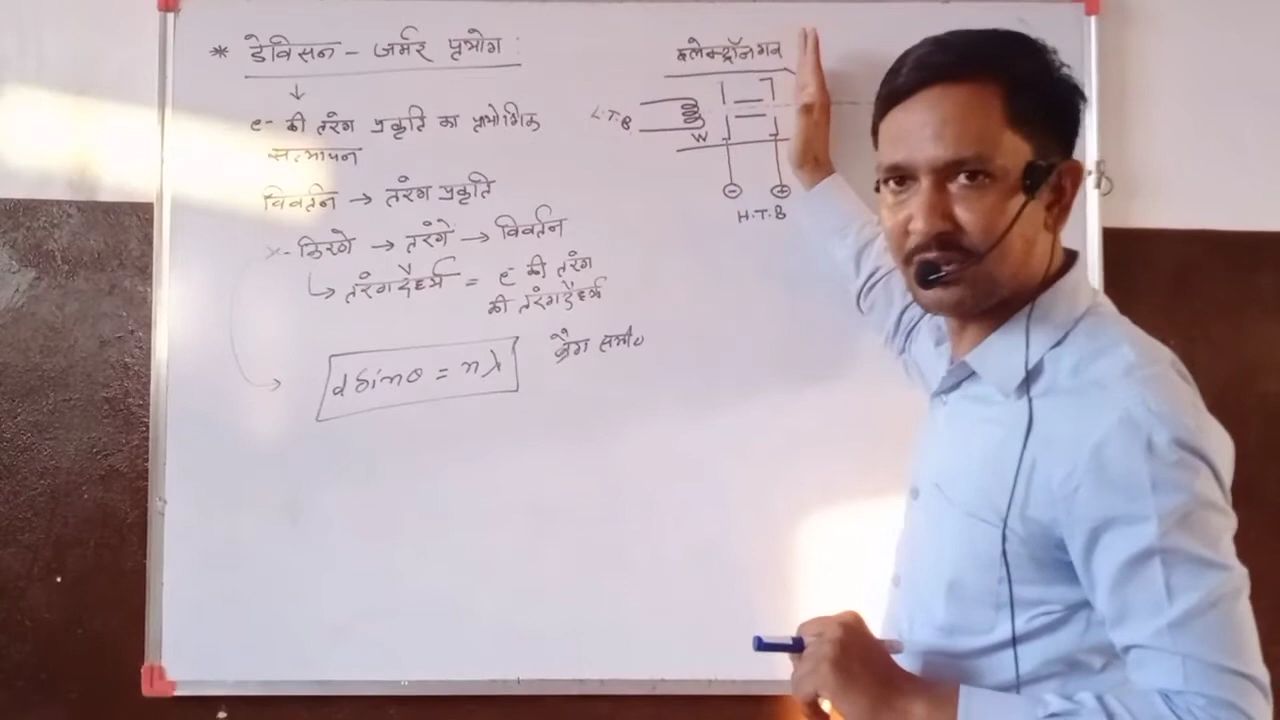 * डेविसन - जर्मर प्रयोग :
↓
e- की तरंग प्रकृति का प्रायोगिक
सत्यापन
विवर्तन → तरंग प्रकृति
x- किरणे → तरंगे → विवर्तन
↳ तरंगदैर्ध्य = e- की तरंग
की तरंगदैर्ध्य
d sinθ = nλ
ब्रैग समी०
इलेक्ट्रॉनगन
L.T.B
W
- +
H.T.B